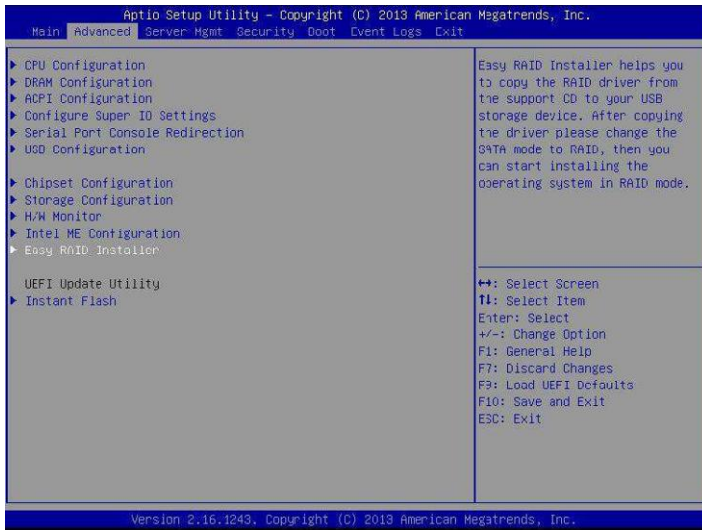 Aptio Setup Utility – Copyright (C) 2013 American Megatrends, Inc.
Main Advanced Server Mgmt Security Boot Event Logs Exit
CPU Configuration
DRAM Configuration
ACPI Configuration
Configure Super IO Settings
Serial Port Console Redirection
USB Configuration
Chipset Configuration
Storage Configuration
H/W Monitor
Intel ME Configuration
Easy RAID Installer
UEFI Update Utility
Instant Flash
Easy RAID Installer helps you
to copy the RAID driver from
the support CD to your USB
storage device. After copying
the driver please change the
SATA mode to RAID, then you
can start installing the
operating system in RAID mode.
↔: Select Screen
↑↓: Select Item
Enter: Select
+/-: Change Option
F1: General Help
F7: Discard Changes
F9: Load UEFI Defaults
F10: Save and Exit
ESC: Exit
Version 2.16.1243. Copyright (C) 2013 American Megatrends, Inc.